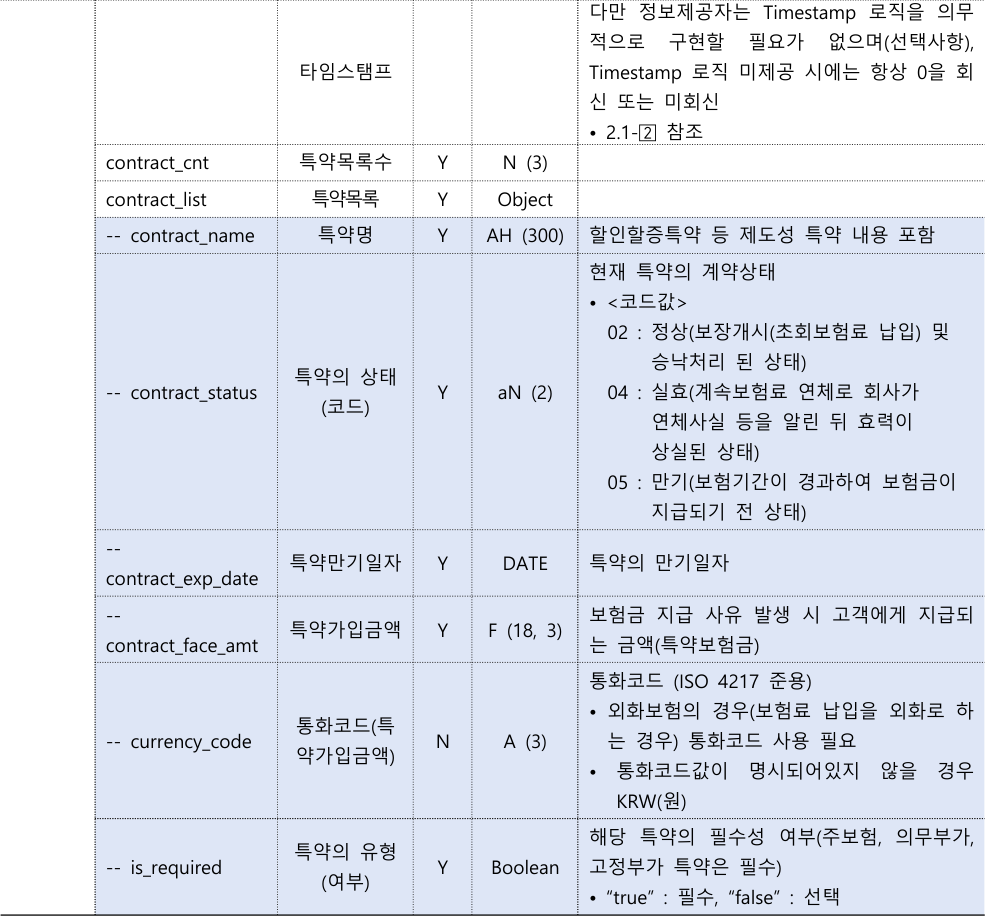 다만 정보제공자는 Timestamp 로직을 의무
적으로 구현할 필요가 없으며(선택사항),
타임스탬프
Timestamp 로직 미제공 시에는 항상 0을 회
신 또는 미회신
• 2.1-2 참조
contract_cnt 특약목록수 Y N (3)
contract_list 특약목록 Y Object
-- contract_name 특약명 Y AH (300) 할인할증특약 등 제도성 특약 내용 포함
-- contract_status 특약의 상태
(코드) Y aN (2) 현재 특약의 계약상태
• <코드값>
02 : 정상(보장개시(초회보험료 납입) 및
승낙처리 된 상태)
04 : 실효(계속보험료 연체로 회사가
연체사실 등을 알린 뒤 효력이
상실된 상태)
05 : 만기(보험기간이 경과하여 보험금이
지급되기 전 상태)
--
contract_exp_date 특약만기일자 Y DATE 특약의 만기일자
--
contract_face_amt 특약가입금액 Y F (18, 3) 보험금 지급 사유 발생 시 고객에게 지급되
는 금액(특약보험금)
-- currency_code 통화코드(특
약가입금액) N A (3) 통화코드 (ISO 4217 준용)
• 외화보험의 경우(보험료 납입을 외화로 하
는 경우) 통화코드 사용 필요
• 통화코드값이 명시되어있지 않을 경우
KRW(원)
-- is_required 특약의 유형
(여부) Y Boolean 해당 특약의 필수성 여부(주보험, 의무부가,
고정부가 특약은 필수)
• “true” : 필수, “false” : 선택